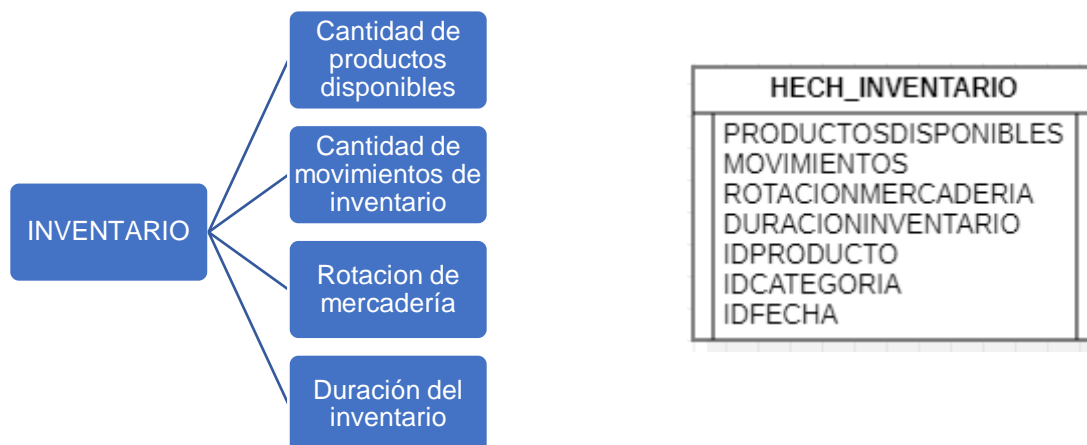 INVENTARIO
Cantidad de
productos
disponibles
Cantidad de
movimientos de
inventario
Rotacion de
mercadería
Duración del
inventario
HECH_INVENTARIO
PRODUCTOSDISPONIBLES
MOVIMIENTOS
ROTACIONMERCADERIA
DURACIONINVENTARIO
IDPRODUCTO
IDCATEGORIA
IDFECHA